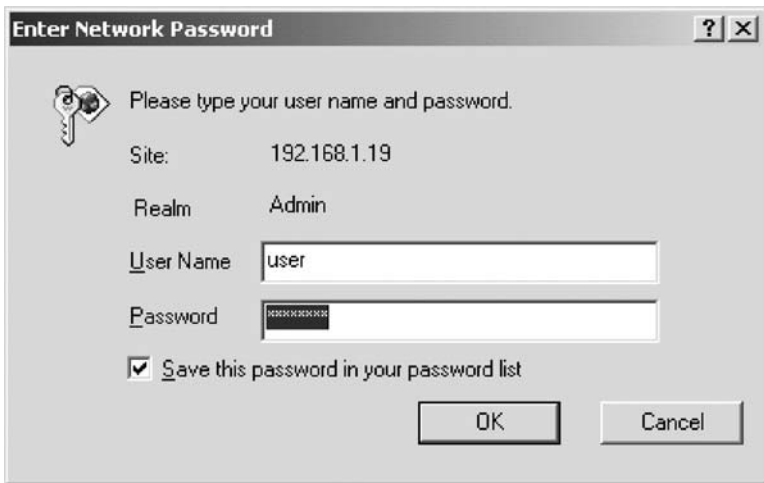 Enter Network Password
Please type your user name and password.
Site: 192.168.1.19
Realm Admin
User Name user
Password ********
Save this password in your password list
OK Cancel